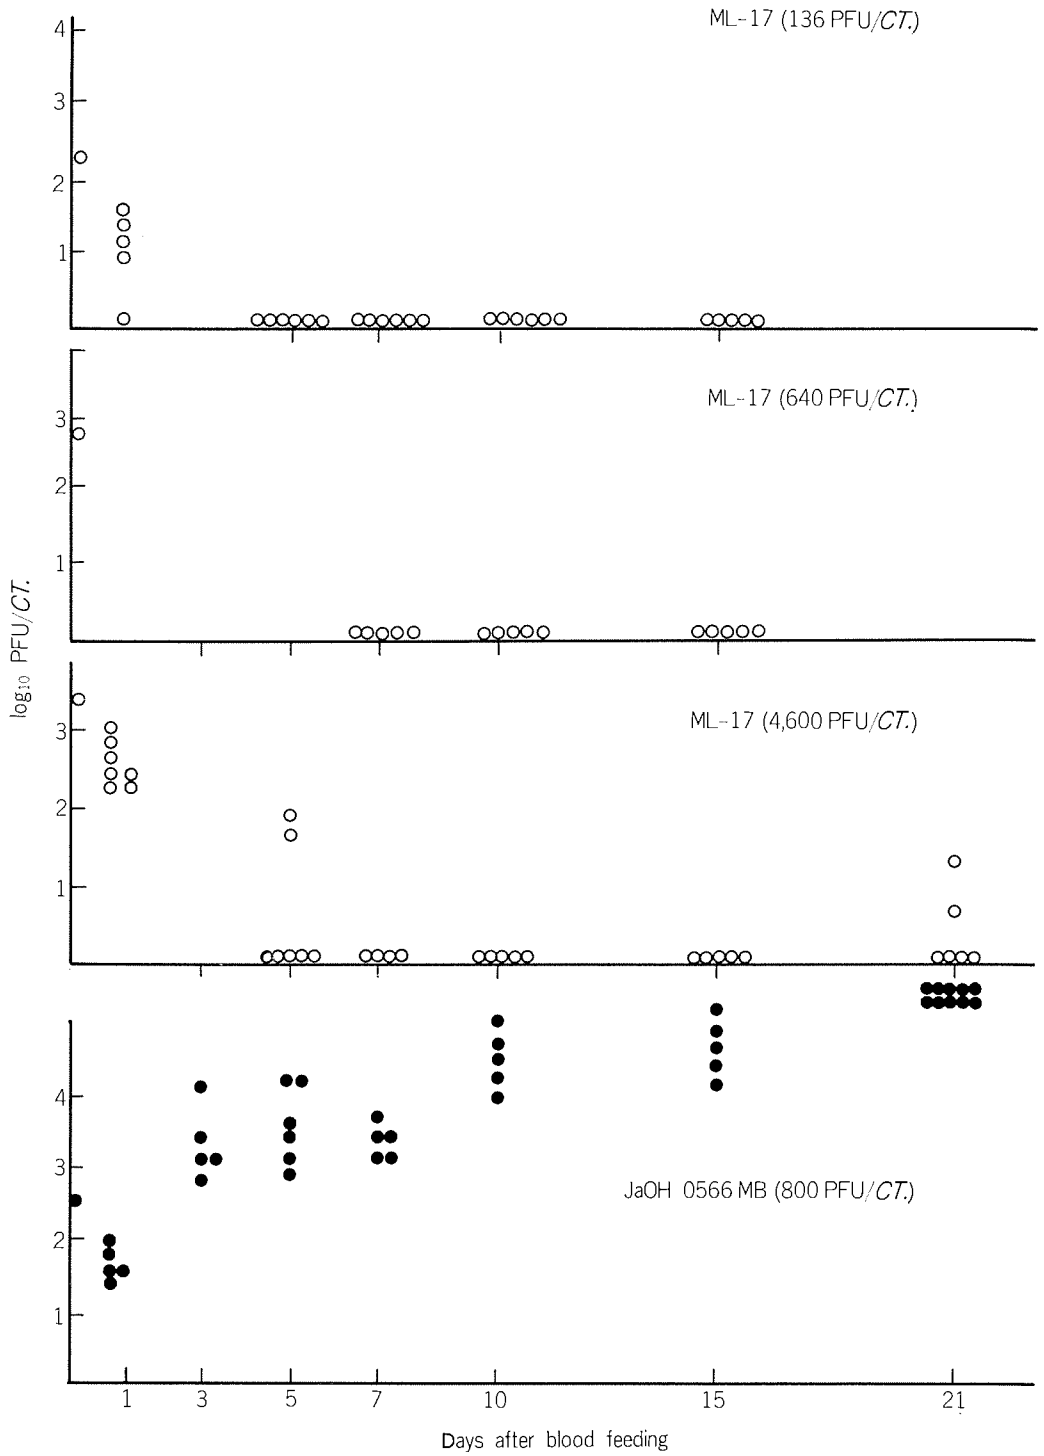 ML-17 (136 PFU/CT.)
4
3
2
1
ML-17 (640 PFU/CT.)
3
2
1
log₁₀ PFU/CT.
ML-17 (4,600 PFU/CT.)
3
2
1
4
3
JaOH 0566 MB (800 PFU/CT.)
2
1
1 3 5 7 10 15 21
Days after blood feeding